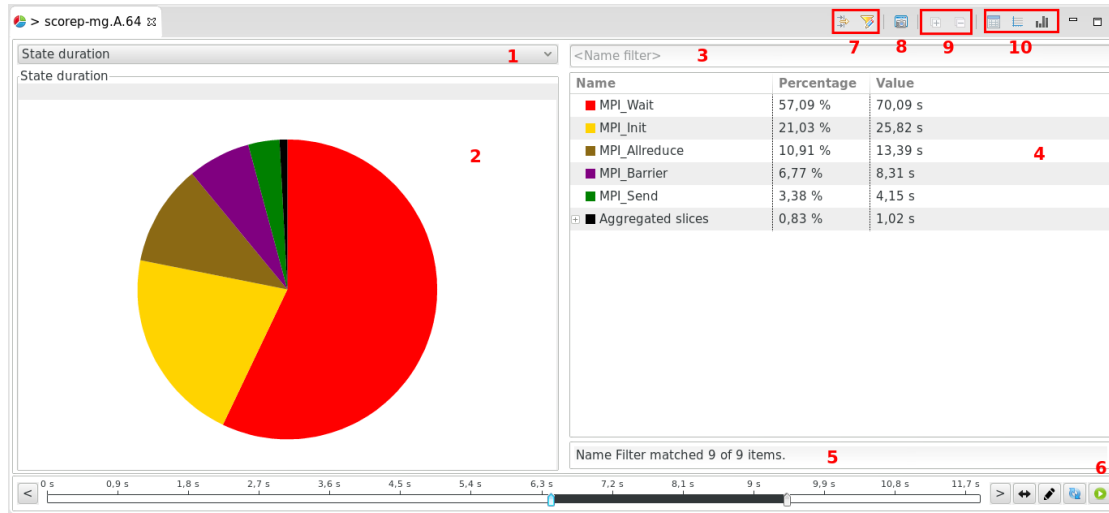 > scorep-mg.A.64
7 8 9 10
State duration 1
<Name filter> 3
State duration
Name Percentage Value
MPI_Wait 57,09 % 70,09 s
MPI_Init 21,03 % 25,82 s
MPI_Allreduce 10,91 % 13,39 s
2
4
MPI_Barrier 6,77 % 8,31 s
MPI_Send 3,38 % 4,15 s
Aggregated slices 0,83 % 1,02 s
Name Filter matched 9 of 9 items. 5
6
< 0 s 0,9 s 1,8 s 2,7 s 3,6 s 4,5 s 5,4 s 6,3 s 7,2 s 8,1 s 9 s 9,9 s 10,8 s 11,7 s >